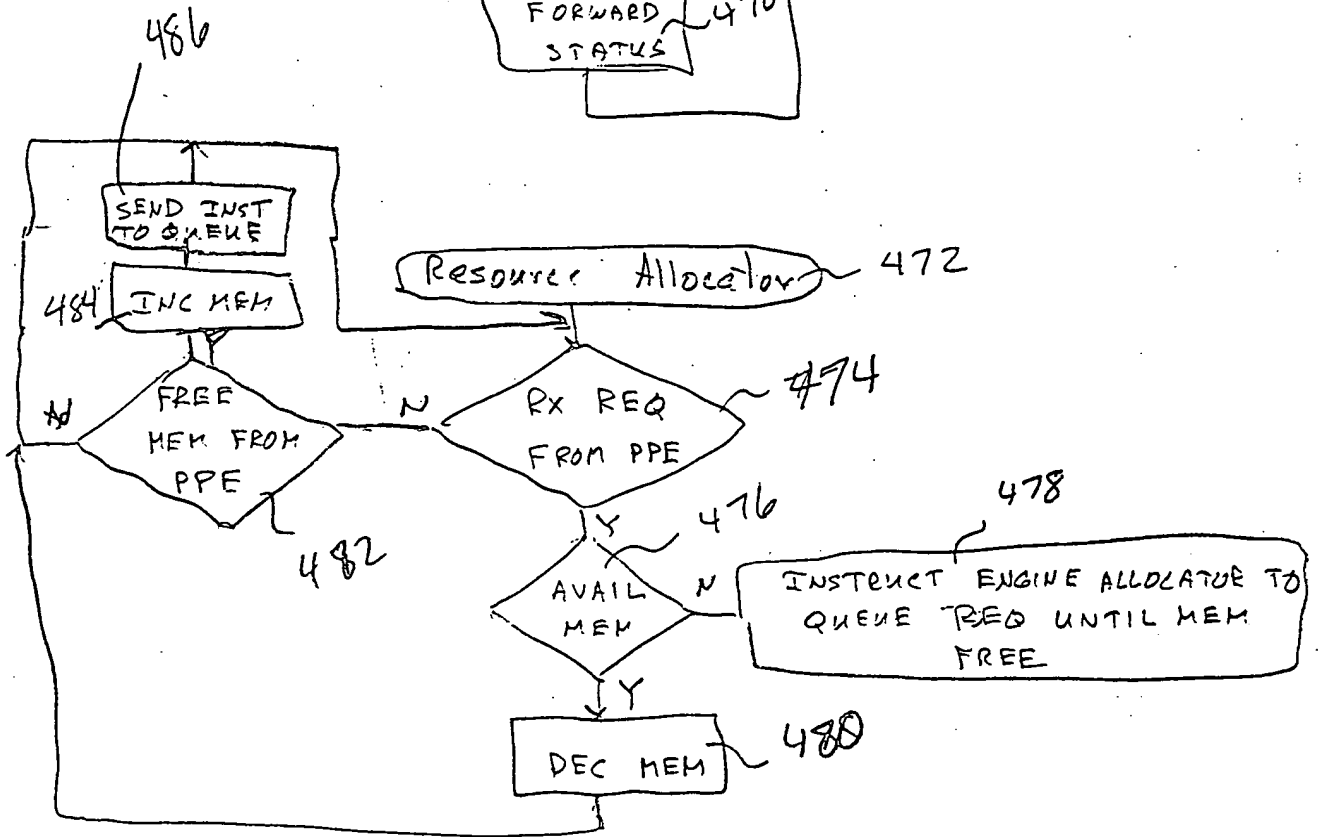 FORWARD
STATUS
470
486
SEND INST
TO QUEUE
484
INC MEM
Resource Allocator
472
Y
FREE
MEM FROM
PPE
482
N
RX REQ
FROM PPE
474
Y
476
AVAIL
MEM
N
478
INSTRUCT ENGINE ALLOCATOR TO
QUEUE REQ UNTIL MEM
FREE
Y
DEC MEM
480